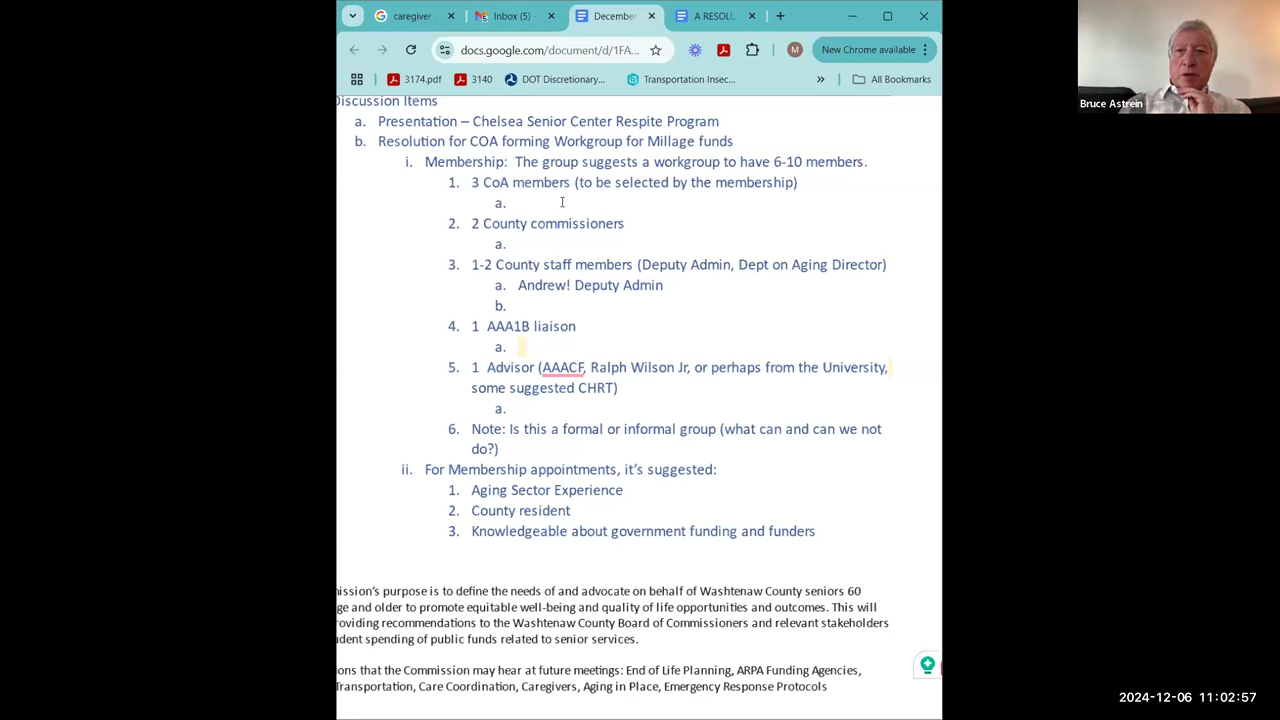 caregiver
Inbox (5)
December
A RESOLU
docs.google.com/document/d/1FA...
M
New Chrome available
3174.pdf
3140
DOT Discretionary...
Transportation Insec...
»
All Bookmarks
Discussion Items
a. Presentation – Chelsea Senior Center Respite Program
b. Resolution for COA forming Workgroup for Millage funds
i. Membership: The group suggests a workgroup to have 6-10 members.
1. 3 CoA members (to be selected by the membership)
a.
2. 2 County commissioners
a.
3. 1-2 County staff members (Deputy Admin, Dept on Aging Director)
a. Andrew! Deputy Admin
b.
4. 1 AAA1B liaison
a.
5. 1 Advisor (AAACF, Ralph Wilson Jr, or perhaps from the University,
some suggested CHRT)
a.
6. Note: Is this a formal or informal group (what can and can we not
do?)
ii. For Membership appointments, it's suggested:
1. Aging Sector Experience
2. County resident
3. Knowledgeable about government funding and funders
ission's purpose is to define the needs of and advocate on behalf of Washtenaw County seniors 60
ge and older to promote equitable well-being and quality of life opportunities and outcomes. This will
roviding recommendations to the Washtenaw County Board of Commissioners and relevant stakeholders
dent spending of public funds related to senior services.
ons that the Commission may hear at future meetings: End of Life Planning, ARPA Funding Agencies,
Transportation, Care Coordination, Caregivers, Aging in Place, Emergency Response Protocols
Bruce Astrein
2024-12-06 11:02:57